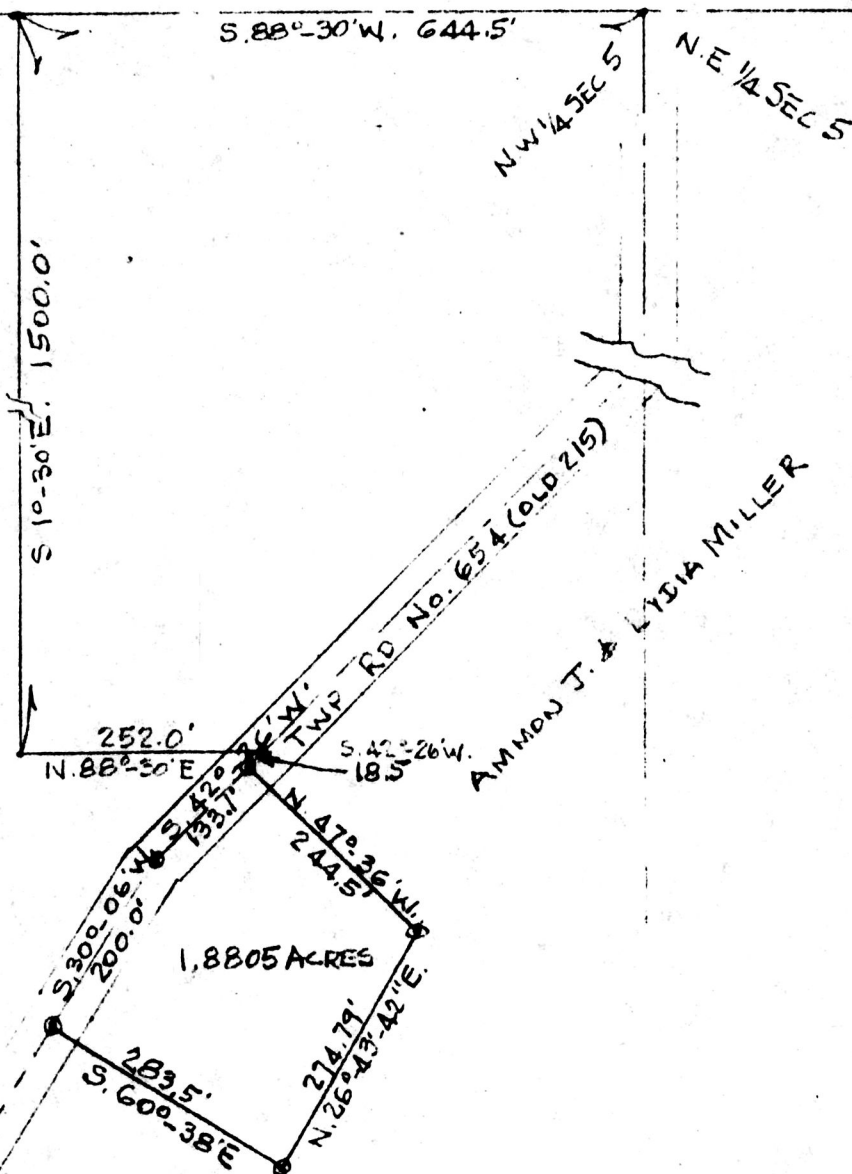 S.88°-30'W. 644.5'
N W 1/4 SEC 5
N.E. 1/4 SEC 5
S 1°-30'E. 1500.0'
TWP RD No. 654 (OLD 215)
AMMON J. & LYDIA MILLER
252.0'
N.88°-30'E
S. 42°-26'W.
18.5'
S. 42°-26'W.
133.7'
N. 47°-36'W.
244.5'
S.30°-06'W.
200.0'
1.8805 ACRES
274.79'
N.26°-43'-42"E.
283.5'
S. 60°-38'E